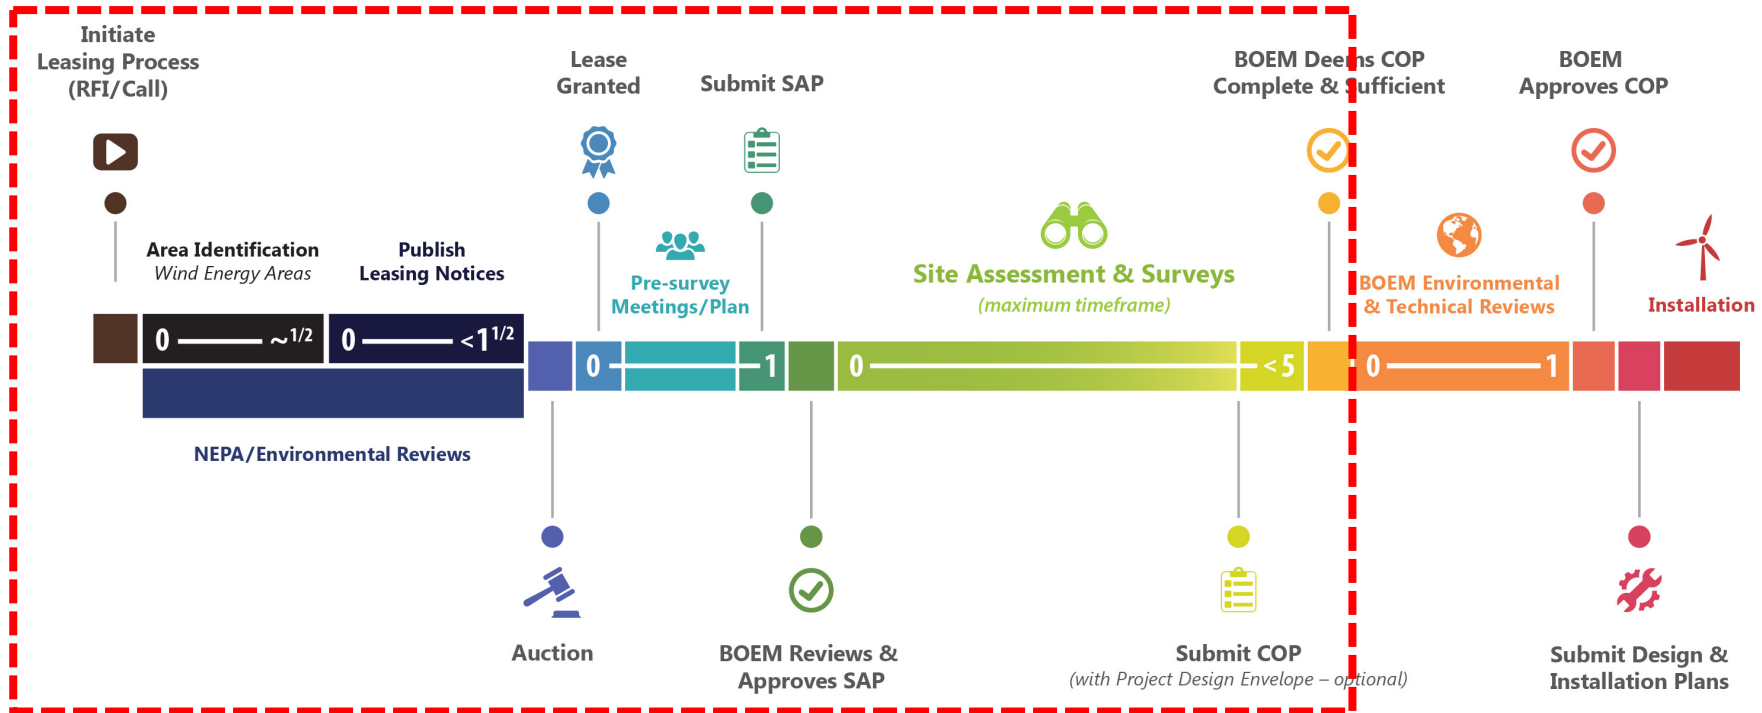 Initiate
Leasing Process
(RFI/Call)
Lease
Granted
Submit SAP
BOEM Deems COP
Complete & Sufficient
BOEM
Approves COP
Area Identification
Wind Energy Areas
Publish
Leasing Notices
Pre-survey
Meetings/Plan
Site Assessment & Surveys
(maximum timeframe)
BOEM Environmental
& Technical Reviews
Installation
0 ~1/2
0 <1 1/2
0 1
0 <5
0 1
NEPA/Environmental Reviews
Auction
BOEM Reviews &
Approves SAP
Submit COP
(with Project Design Envelope – optional)
Submit Design &
Installation Plans